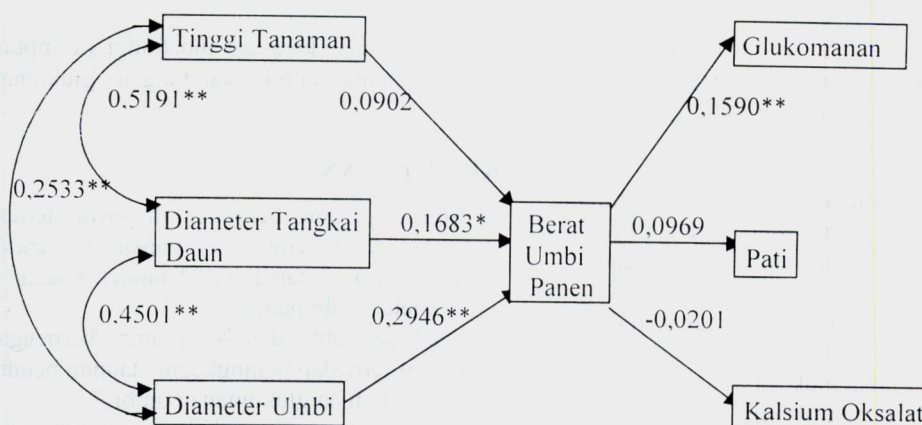 Tinggi Tanaman
Glukomanan
0.5191**
0,0902
0,1590**
0,2533**
Diameter Tangkai
Daun
0,1683*
Berat
Umbi
Panen
0,0969
Pati
0,4501**
0,2946**
-0,0201
Diameter Umbi
Kalsium Oksalat